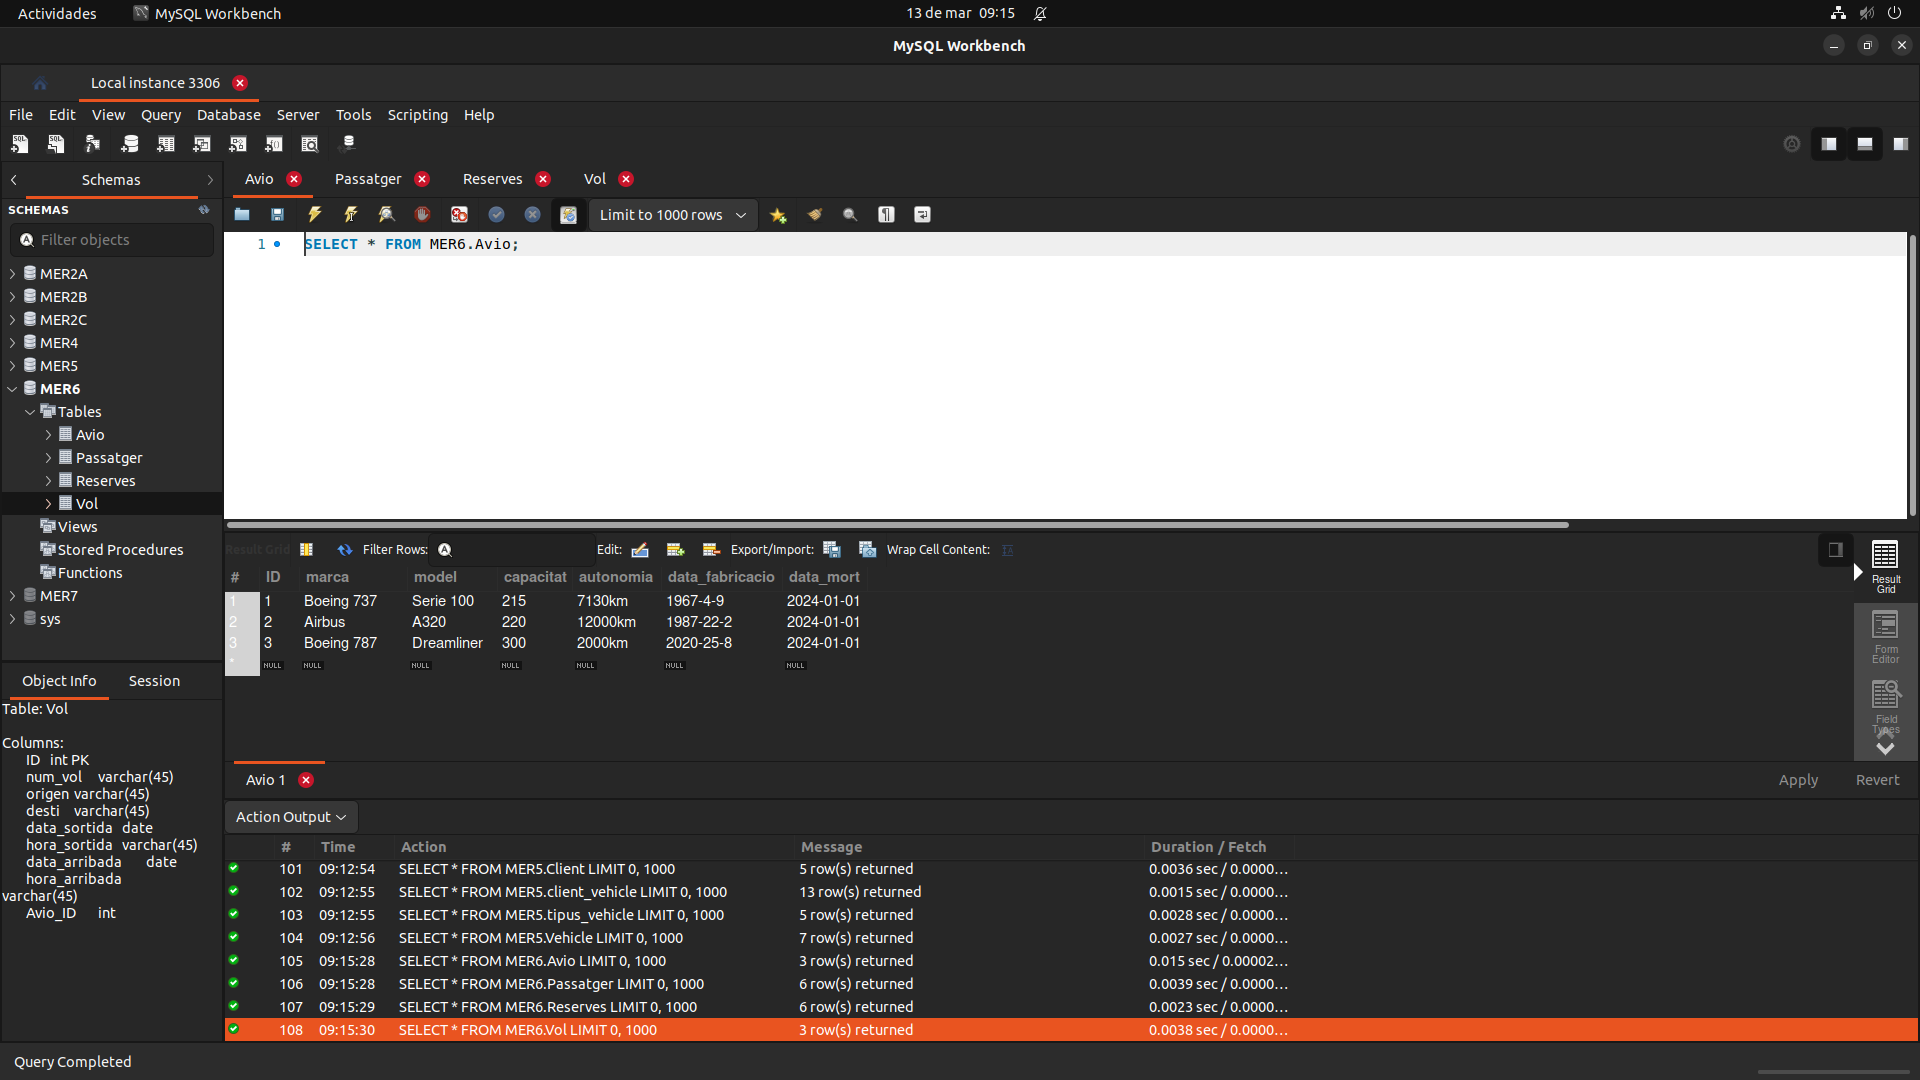 Actividades MySQL Workbench 13 de mar 09:15
MySQL Workbench
Local instance 3306
File Edit View Query Database Server Tools Scripting Help
Schemas
SCHEMAS
Filter objects
MER2A
MER2B
MER2C
MER4
MER5
MER6
Tables
Avio
Passatger
Reserves
Vol
Views
Stored Procedures
Functions
MER7
sys
Object Info Session
Table: Vol
Columns:
ID int PK
num_vol varchar(45)
origen varchar(45)
desti varchar(45)
data_sortida date
hora_sortida varchar(45)
data_arribada date
hora_arribada
varchar(45)
Avio_ID int
Avio Passatger Reserves Vol
Limit to 1000 rows
1 SELECT * FROM MER6.Avio;
Result Grid Filter Rows: Edit: Export/Import: Wrap Cell Content:
# ID marca model capacitat autonomia data_fabricacio data_mort
1 1 Boeing 737 Serie 100 215 7130km 1967-4-9 2024-01-01
2 2 Airbus A320 220 12000km 1987-22-2 2024-01-01
3 3 Boeing 787 Dreamliner 300 2000km 2020-25-8 2024-01-01
* NULL NULL NULL NULL NULL NULL NULL
Result
Grid
Form
Editor
Field
Types
Avio 1 Apply Revert
Action Output
# Time Action Message Duration / Fetch
101 09:12:54 SELECT * FROM MER5.Client LIMIT 0, 1000 5 row(s) returned 0.0036 sec / 0.0000...
102 09:12:55 SELECT * FROM MER5.client_vehicle LIMIT 0, 1000 13 row(s) returned 0.0015 sec / 0.0000...
103 09:12:55 SELECT * FROM MER5.tipus_vehicle LIMIT 0, 1000 5 row(s) returned 0.0028 sec / 0.0000...
104 09:12:56 SELECT * FROM MER5.Vehicle LIMIT 0, 1000 7 row(s) returned 0.0027 sec / 0.0000...
105 09:15:28 SELECT * FROM MER6.Avio LIMIT 0, 1000 3 row(s) returned 0.015 sec / 0.00002...
106 09:15:28 SELECT * FROM MER6.Passatger LIMIT 0, 1000 6 row(s) returned 0.0039 sec / 0.0000...
107 09:15:29 SELECT * FROM MER6.Reserves LIMIT 0, 1000 6 row(s) returned 0.0023 sec / 0.0000...
108 09:15:30 SELECT * FROM MER6.Vol LIMIT 0, 1000 3 row(s) returned 0.0038 sec / 0.0000...
Query Completed